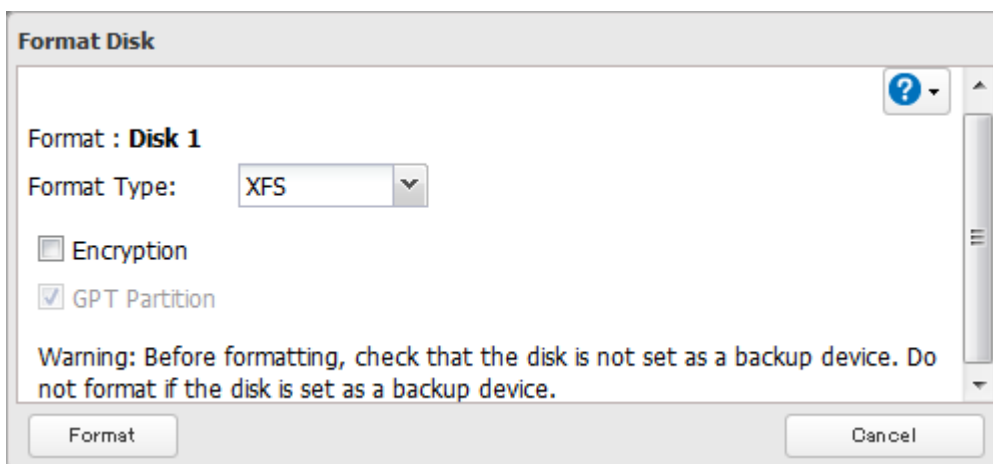 Format Disk
?
Format : Disk 1
Format Type: XFS
Encryption
GPT Partition
Warning: Before formatting, check that the disk is not set as a backup device. Do
not format if the disk is set as a backup device.
Format Cancel